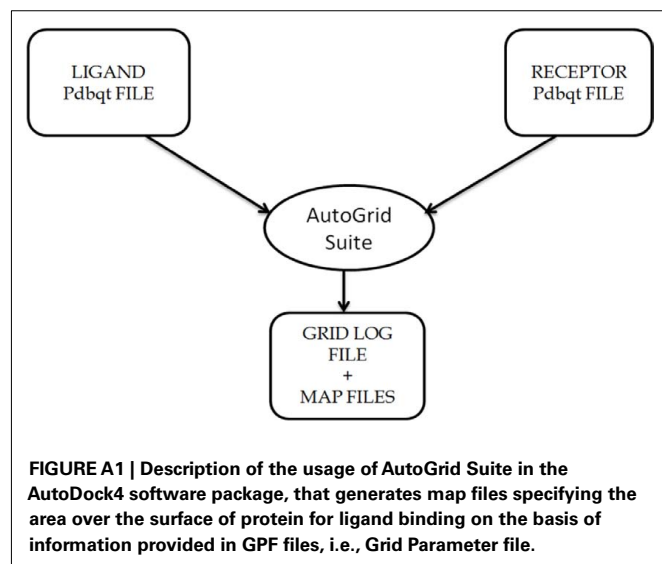 LIGAND
Pdbqt FILE
RECEPTOR
Pdbqt FILE
AutoGrid
Suite
GRID LOG
FILE
+
MAP FILES
FIGURE A1 | Description of the usage of AutoGrid Suite in the
AutoDock4 software package, that generates map files specifying the
area over the surface of protein for ligand binding on the basis of
information provided in GPF files, i.e., Grid Parameter file.